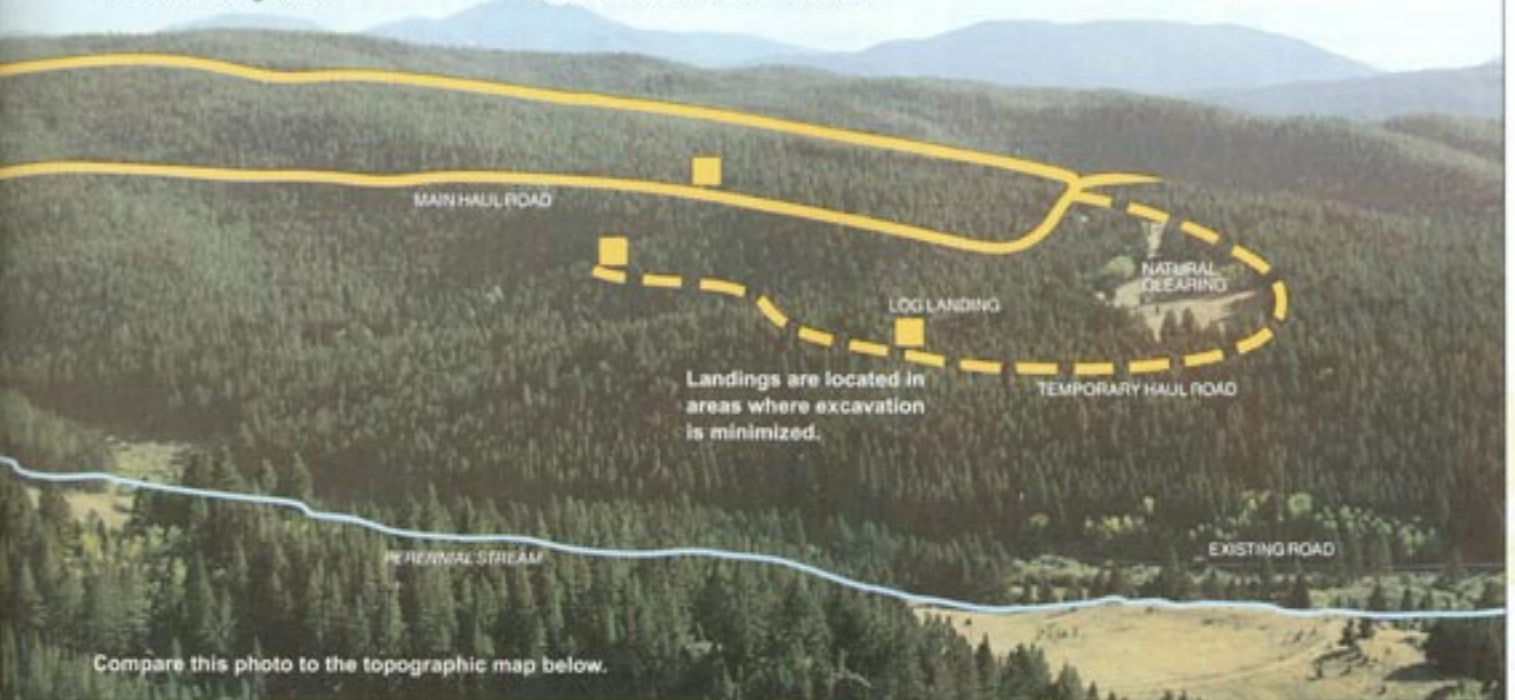 MAIN HAUL ROAD
NATURAL
CLEARING
LOG LANDING
Landings are located in
areas where excavation
is minimized.
TEMPORARY HAUL ROAD
EXISTING ROAD
PERENNIAL STREAM
Compare this photo to the topographic map below.